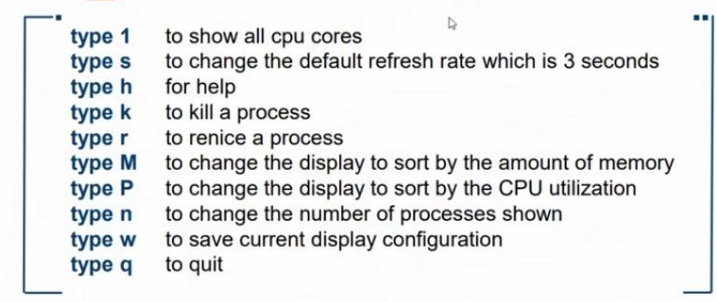 type 1 to show all cpu cores
type s to change the default refresh rate which is 3 seconds
type h for help
type k to kill a process
type r to renice a process
type M to change the display to sort by the amount of memory
type P to change the display to sort by the CPU utilization
type n to change the number of processes shown
type w to save current display configuration
type q to quit